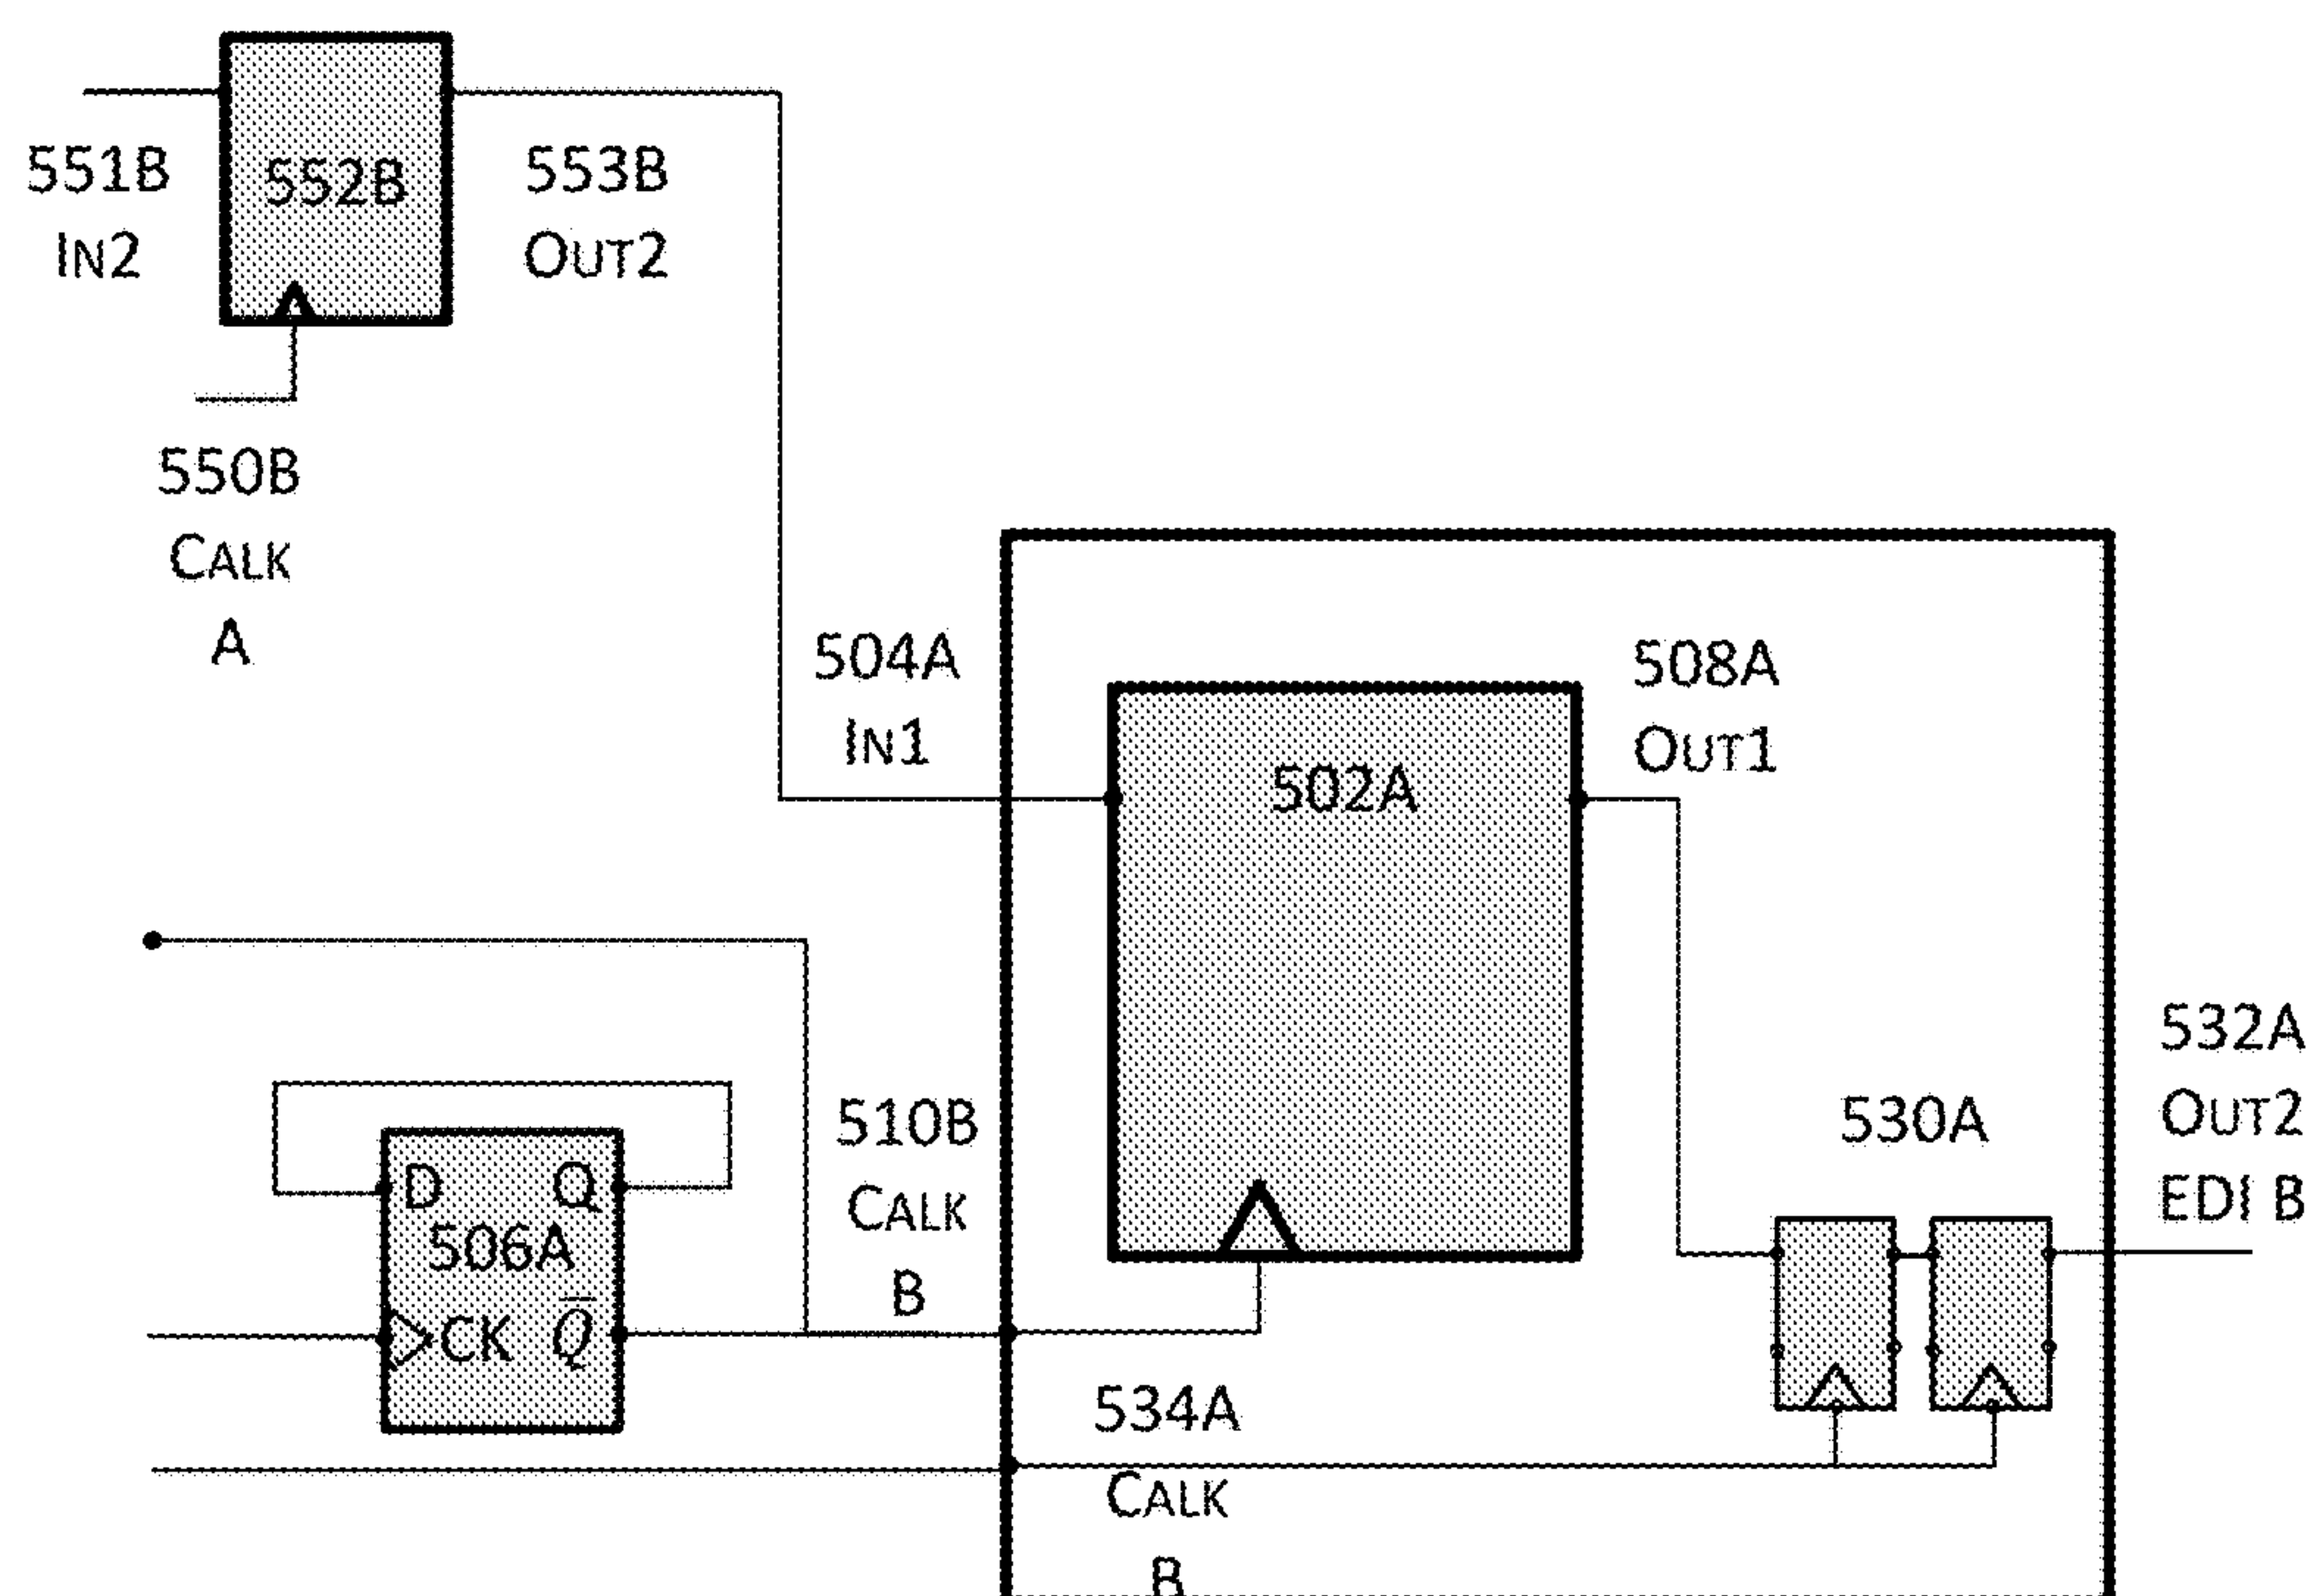 551B
IN2
552B
553B
OUT2
550B
CALK
A
504A
IN1
502A
508A
OUT1
510B
CALK
B
D Q
506A
CK Q̅
534A
CALK
B
530A
532A
OUT2
EDI B